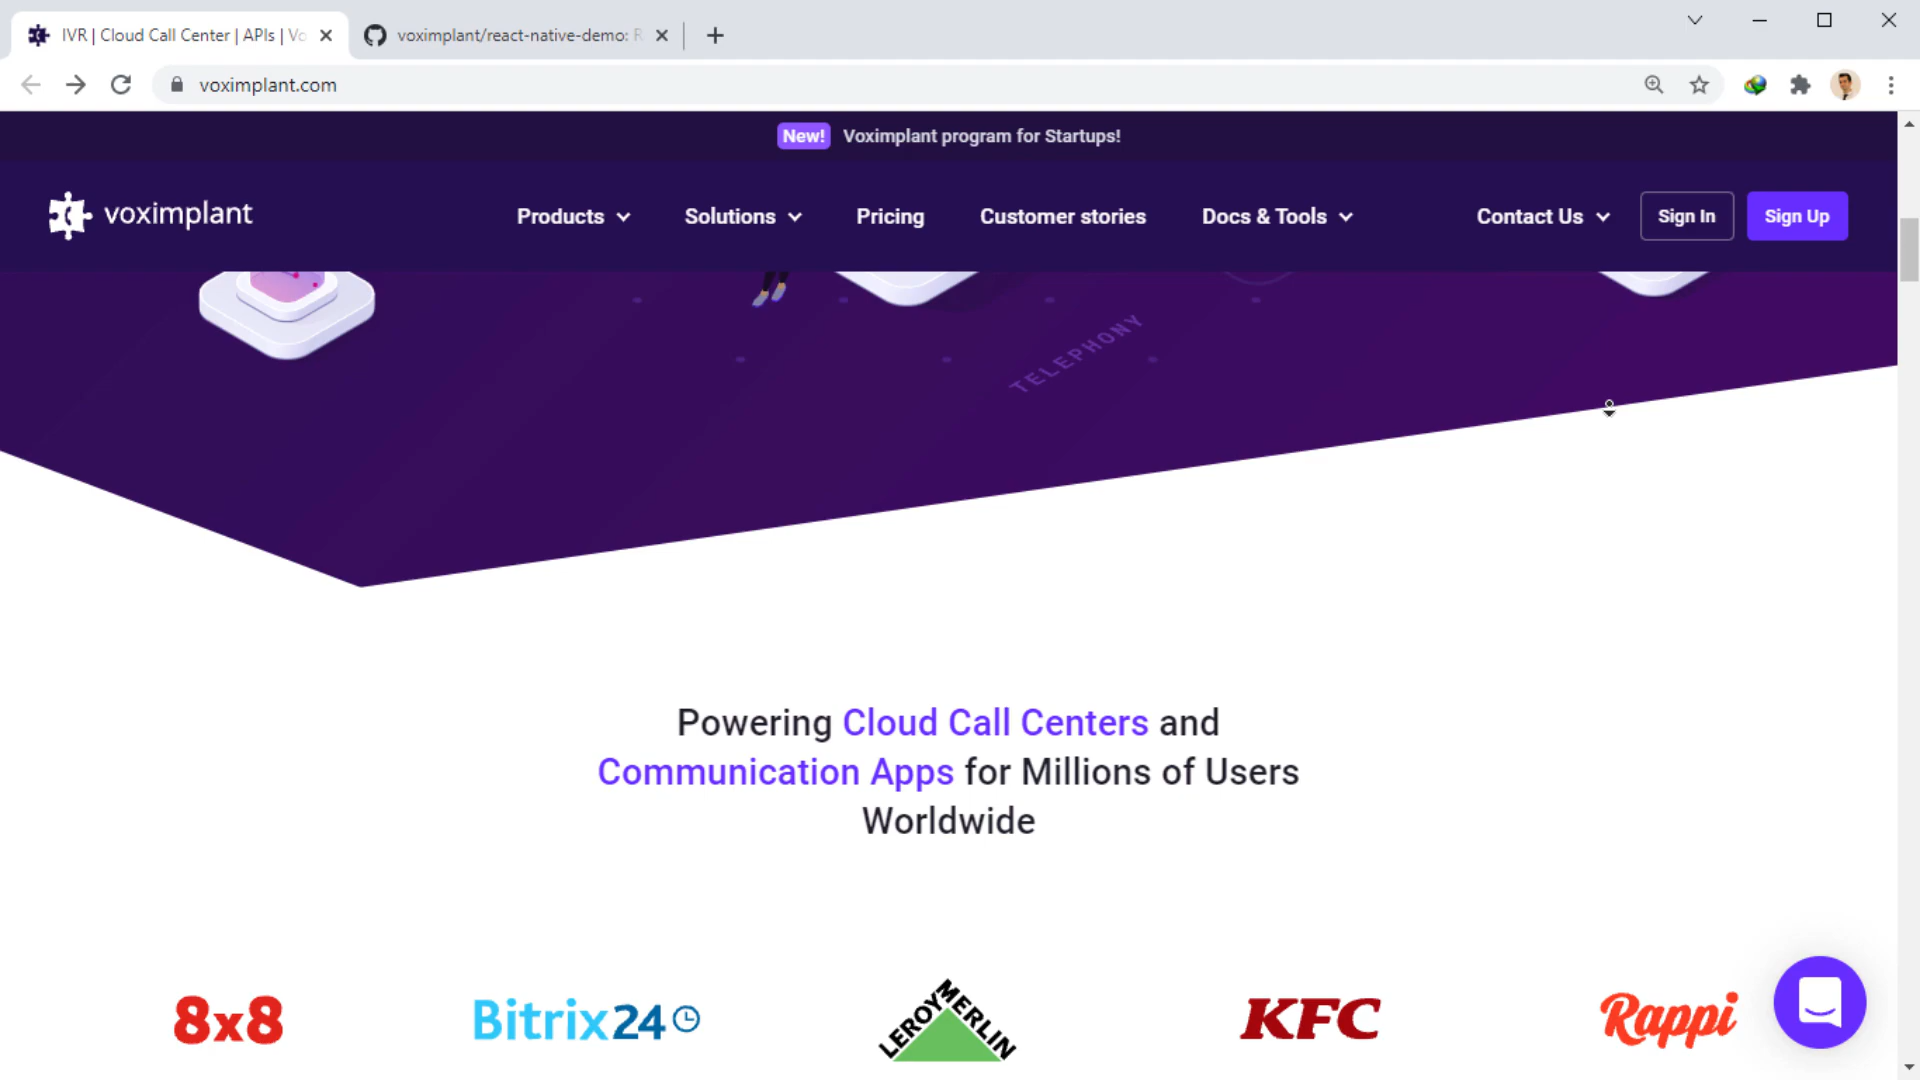 IVR | Cloud Call Center | APIs | Vo
voximplant/react-native-demo: R
voximplant.com
New! Voximplant program for Startups!
voximplant
Products
Solutions
Pricing
Customer stories
Docs & Tools
Contact Us
Sign In
Sign Up
TELEPHONY
Powering Cloud Call Centers and
Communication Apps for Millions of Users
Worldwide
8x8
Bitrix24
LEROY MERLIN
KFC
Rappi